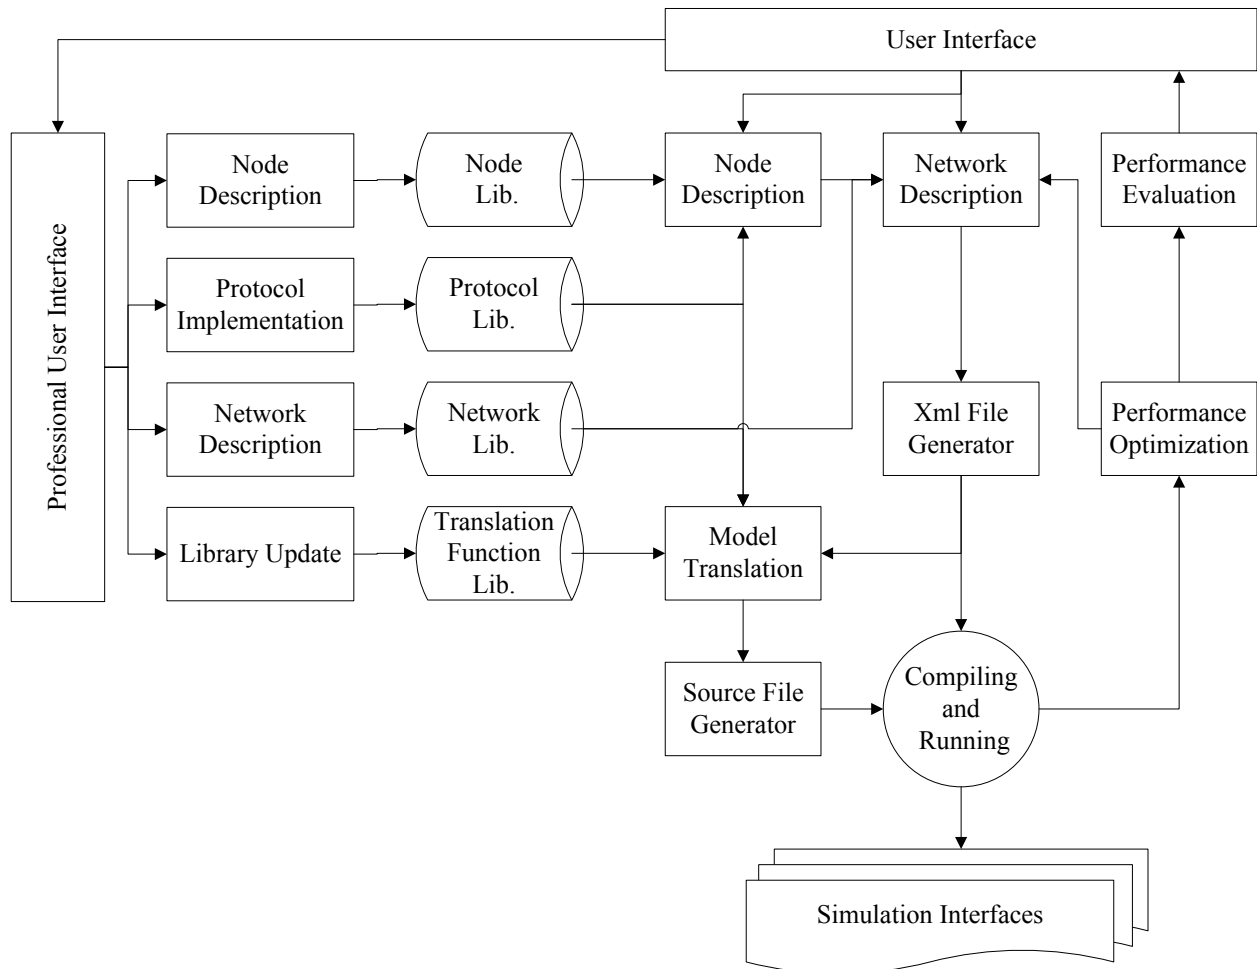 User Interface
Professional User Interface
Node
Description
Node
Lib.
Node
Description
Network
Description
Performance
Evaluation
Protocol
Implementation
Protocol
Lib.
Network
Description
Network
Lib.
Xml File
Generator
Performance
Optimization
Library Update
Translation
Function
Lib.
Model
Translation
Source File
Generator
Compiling
and
Running
Simulation Interfaces